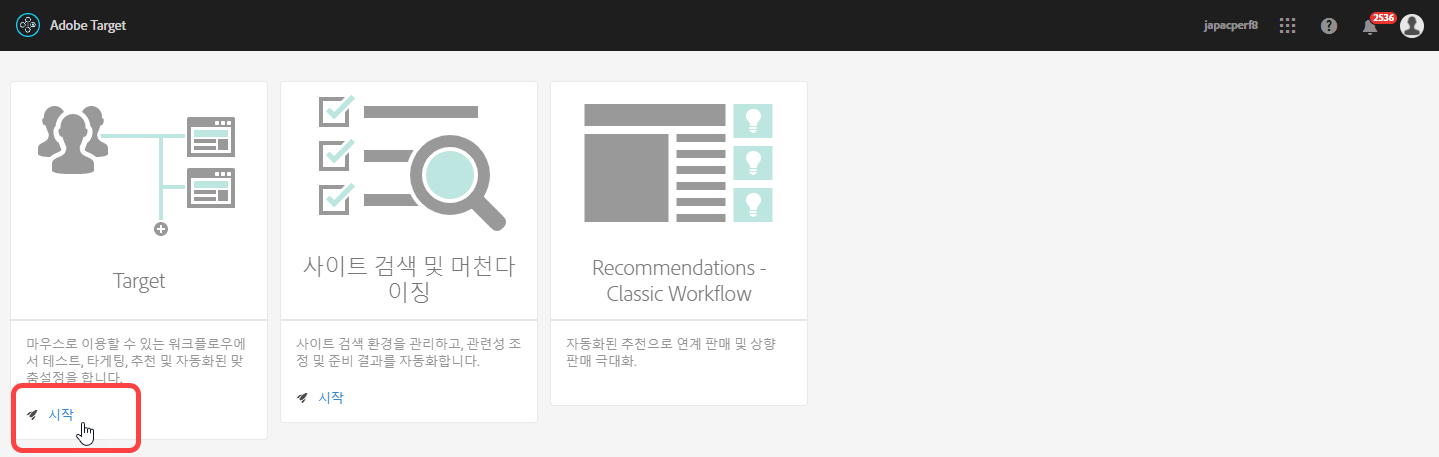 Adobe Target
japacperf8
2536
Target
마우스로 이용할 수 있는 워크플로우에
서 테스트, 타게팅, 추천 및 자동화된 맞
춤설정을 합니다.
시작
사이트 검색 및 머천다
이징
사이트 검색 환경을 관리하고, 관련성 조
정 및 준비 결과를 자동화합니다.
시작
Recommendations -
Classic Workflow
자동화된 추천으로 연계 판매 및 상향
판매 극대화.